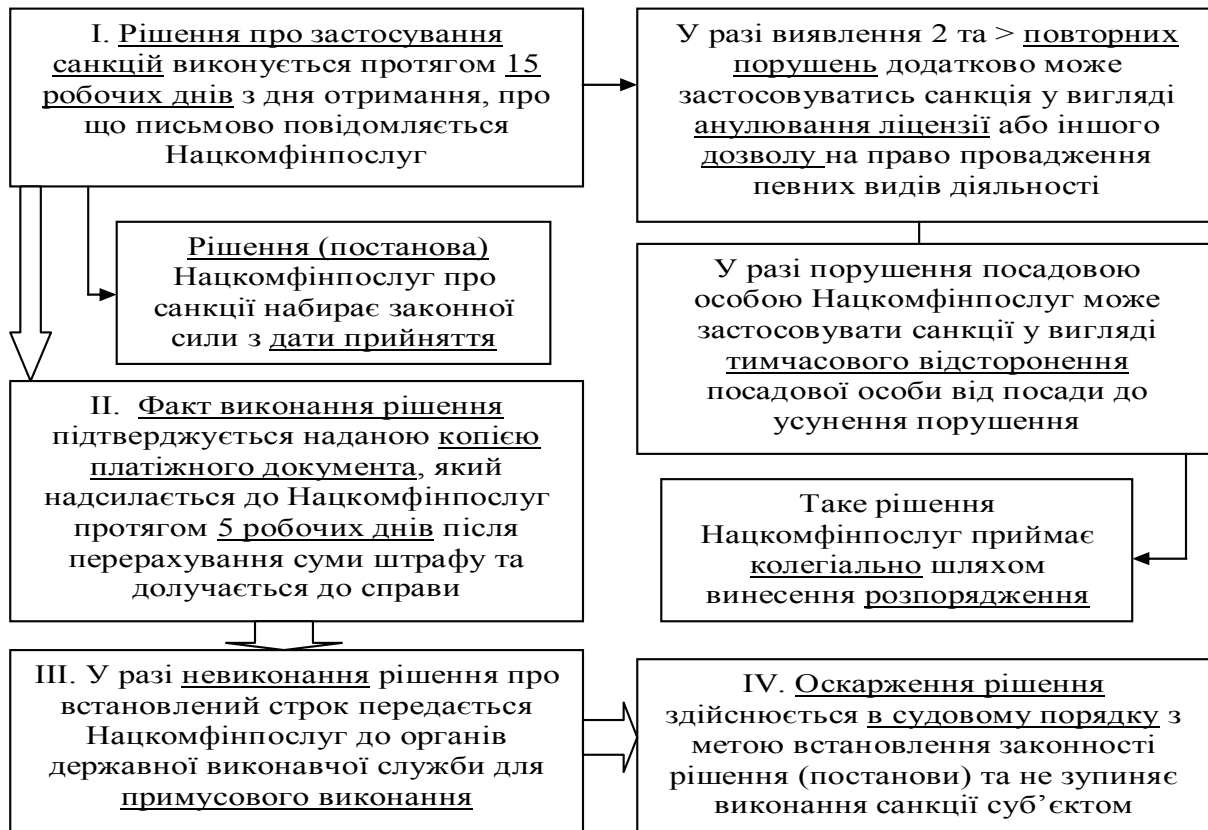 І. Рішення про застосування
санкцій виконується протягом 15
робочих днів з дня отримання, про
що письмово повідомляється
Нацкомфінпослуг
У разі виявлення 2 та > повторних
порушень додатково може
застосовуватись санкція у вигляді
анулювання ліцензії або іншого
дозволу на право провадження
певних видів діяльності
Рішення (постанова)
Нацкомфінпослуг про
санкції набирає законної
сили з дати прийняття
У разі порушення посадовою
особою Нацкомфінпослуг може
застосовувати санкції у вигляді
тимчасового відсторонення
посадової особи від посади до
усунення порушення
ІІ. Факт виконання рішення
підтверджується наданою копією
платіжного документа, який
надсилається до Нацкомфінпослуг
протягом 5 робочих днів після
перерахування суми штрафу та
долучається до справи
Таке рішення
Нацкомфінпослуг приймає
колегіально шляхом
винесення розпорядження
ІІІ. У разі невиконання рішення про
встановлений строк передається
Нацкомфінпослуг до органів
державної виконавчої служби для
примусового виконання
IV. Оскарження рішення
здійснюється в судовому порядку з
метою встановлення законності
рішення (постанови) та не зупиняє
виконання санкції суб’єктом